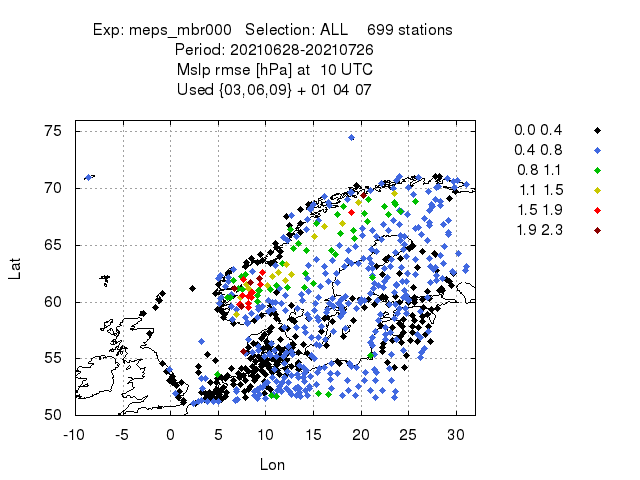 Exp: meps_mbr000 Selection: ALL 699 stations
Period: 20210628-20210726
Mslp rmse [hPa] at 10 UTC
Used {03,06,09} + 01 04 07
75
70
65
60
55
50
Lat
-10 -5 0 5 10 15 20 25 30
Lon
0.0 0.4
0.4 0.8
0.8 1.1
1.1 1.5
1.5 1.9
1.9 2.3